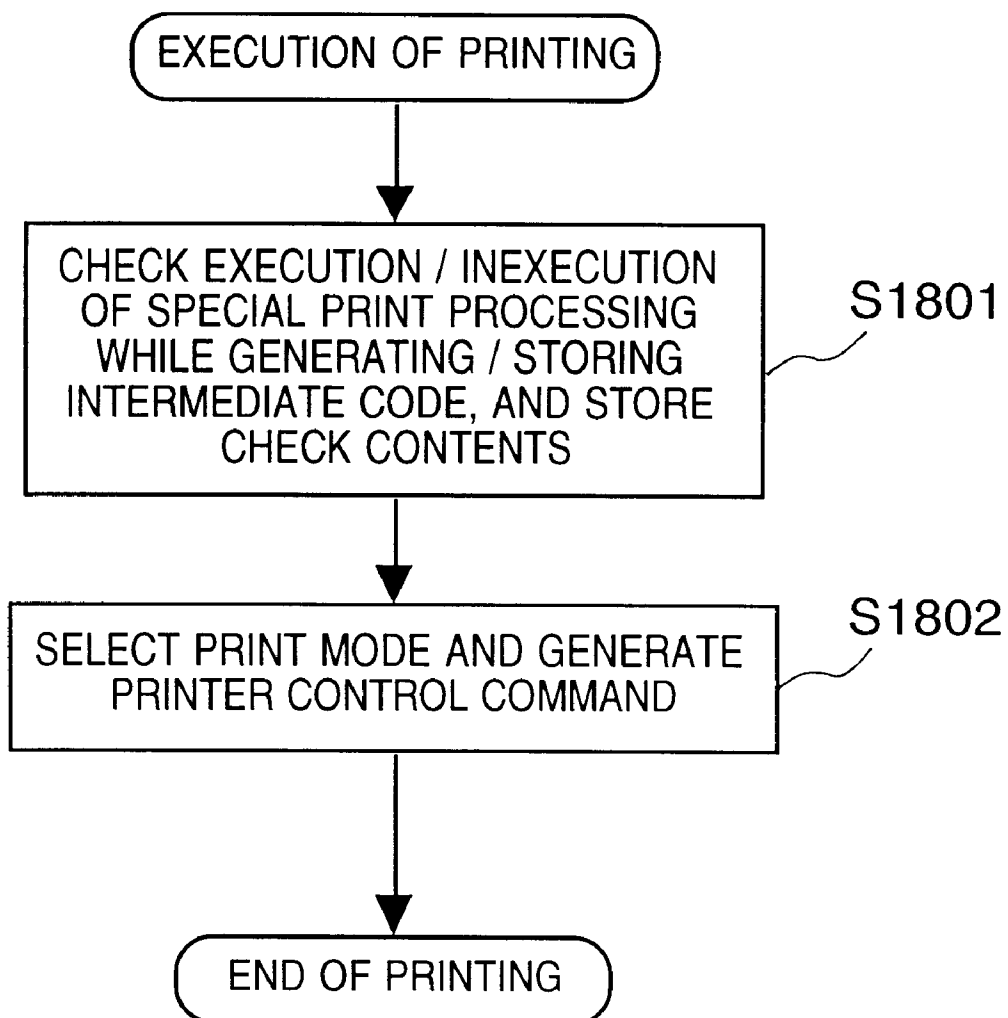 EXECUTION OF PRINTING
CHECK EXECUTION / INEXECUTION
OF SPECIAL PRINT PROCESSING
WHILE GENERATING / STORING
INTERMEDIATE CODE, AND STORE
CHECK CONTENTS
S1801
SELECT PRINT MODE AND GENERATE
PRINTER CONTROL COMMAND
S1802
END OF PRINTING